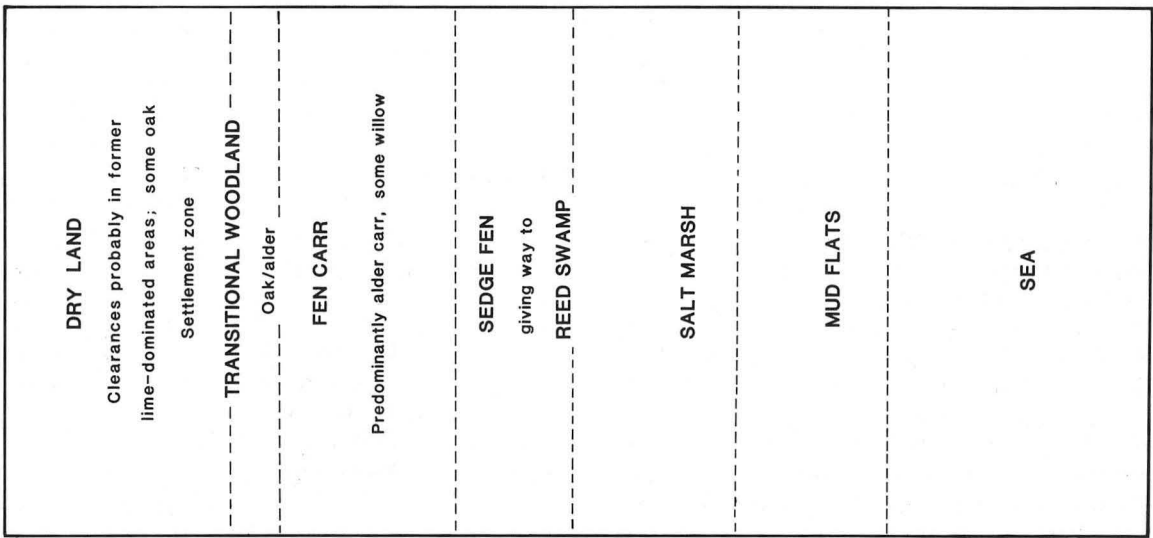 DRY LAND
Clearances probably in former
lime-dominated areas; some oak
Settlement zone
TRANSITIONAL WOODLAND
Oak/alder
FEN CARR
Predominantly alder carr, some willow
SEDGE FEN
giving way to
REED SWAMP
SALT MARSH
MUD FLATS
SEA